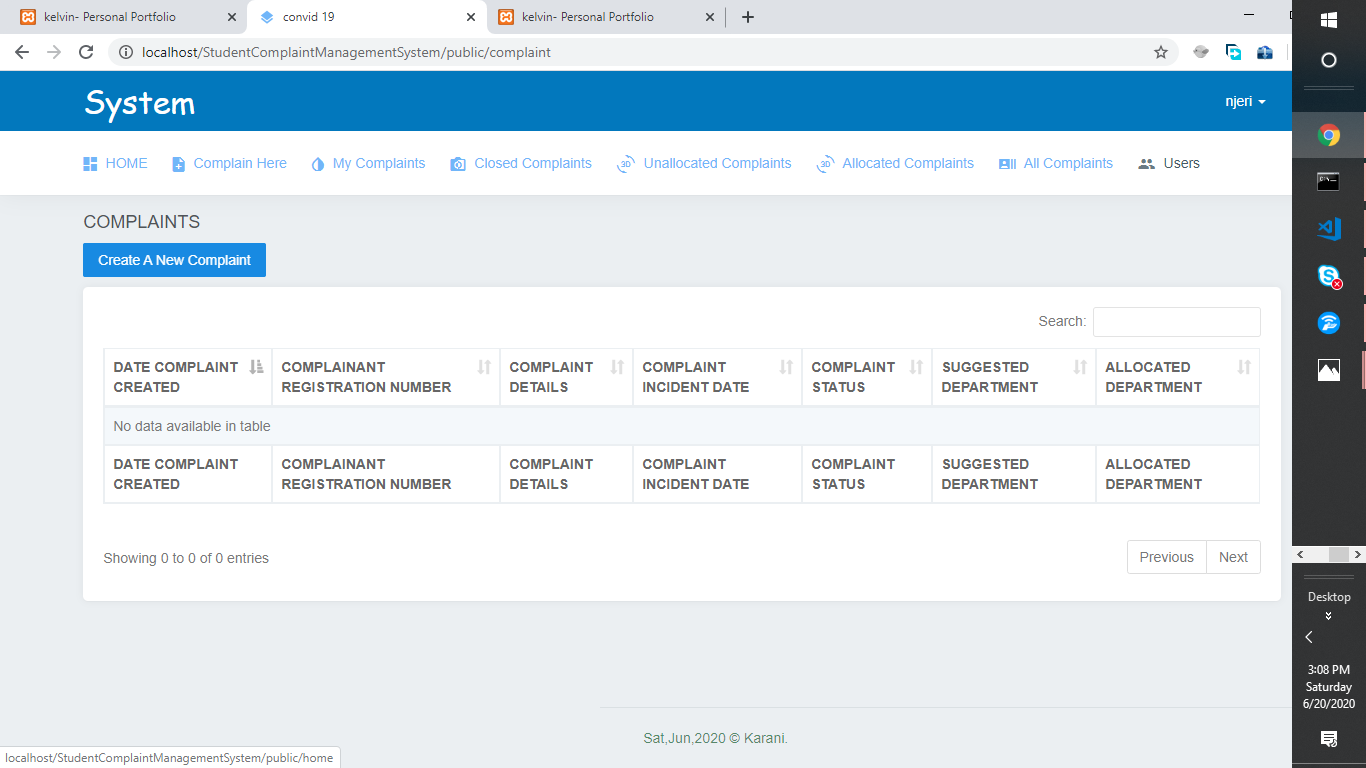 kelvin- Personal Portfolio
convid 19
kelvin- Personal Portfolio
localhost/StudentComplaintManagementSystem/public/complaint
System
njeri
HOME
Complain Here
My Complaints
Closed Complaints
3D
Unallocated Complaints
3D
Allocated Complaints
All Complaints
Users
COMPLAINTS
Create A New Complaint
Search:
DATE COMPLAINT CREATED
COMPLAINANT REGISTRATION NUMBER
COMPLAINT DETAILS
COMPLAINT INCIDENT DATE
COMPLAINT STATUS
SUGGESTED DEPARTMENT
ALLOCATED DEPARTMENT
No data available in table
DATE COMPLAINT CREATED
COMPLAINANT REGISTRATION NUMBER
COMPLAINT DETAILS
COMPLAINT INCIDENT DATE
COMPLAINT STATUS
SUGGESTED DEPARTMENT
ALLOCATED DEPARTMENT
Showing 0 to 0 of 0 entries
Previous
Next
Sat,Jun,2020 © Karani.
localhost/StudentComplaintManagementSystem/public/home
Desktop
3:08 PM
Saturday
6/20/2020